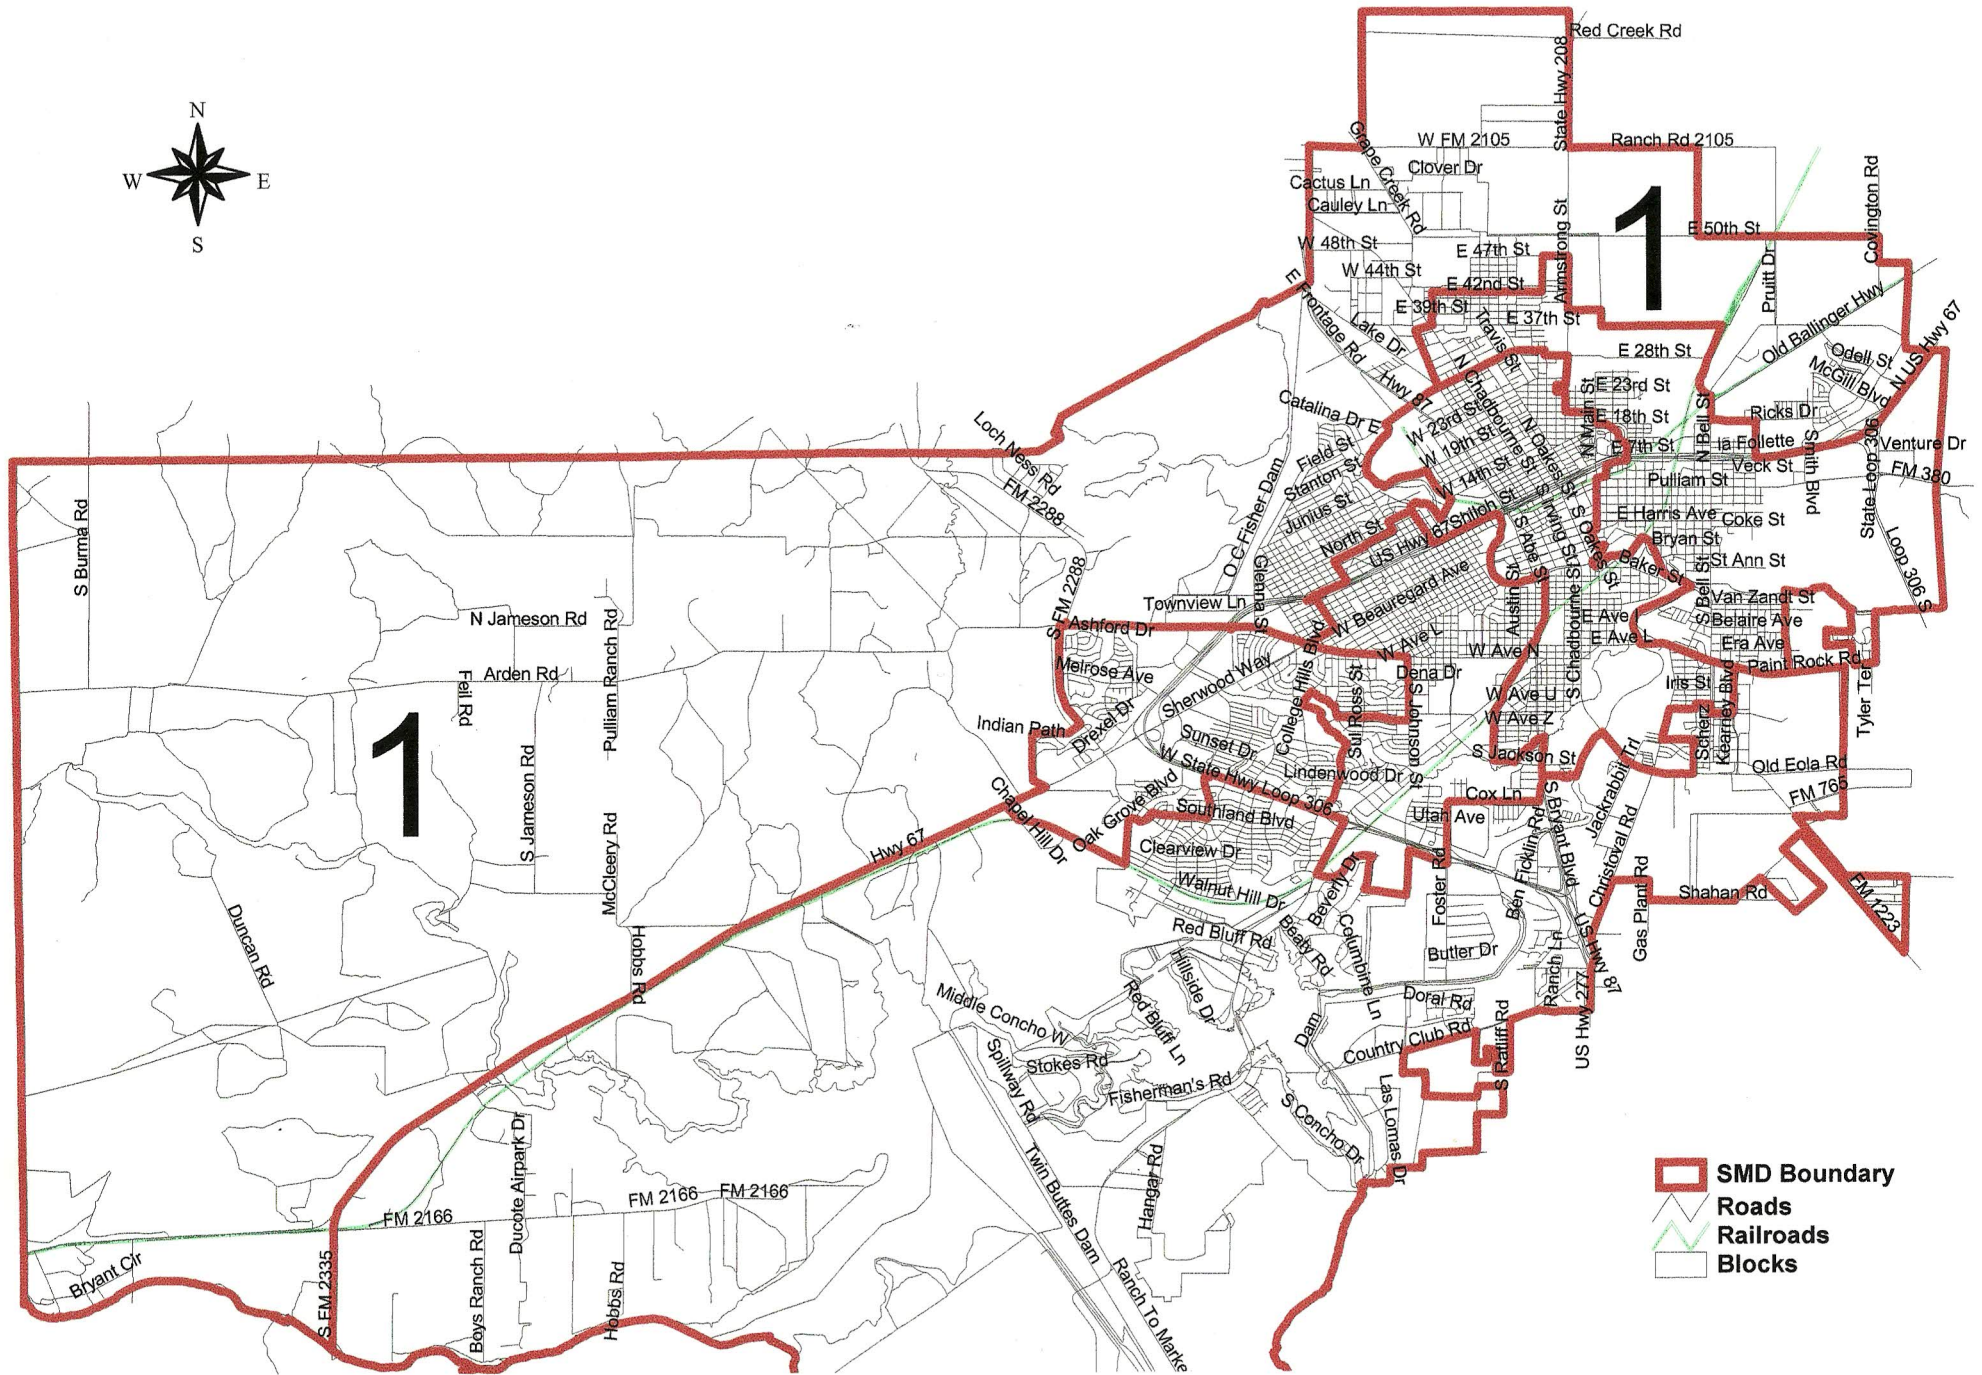 N
W
E
S
Red Creek Rd
State Hwy 208
Grape Creek Rd
W FM 2105
Ranch Rd 2105
Clover Dr
Cactus Ln
Cauley Ln
Covington Rd
W 48th St
E 47th St
Armstrong St
1
E 50th St
W 44th St
E 42nd St
Pruitt Dr
E Frontage Rd
E 39th St
E 37th St
Old Ballinger Hwy
N US Hwy 67
Lake Dr
Travis St
E 28th St
Odell St
McGill Blvd
Hwy 87
N Chadbourne St
N Main St
E 23rd St
Catalina Dr E
W 23rd St
E 18th St
N Bell St
Ricks Dr
Loch Ness Rd
Field St
W 19th St
N Oakes St
E 7th St
la Follette
Smith Blvd
State Loop 306
Venture Dr
FM 2288
Stanton St
W 14th St
Veck St
FM 380
Pulliam St
S Burma Rd
O C Fisher Dam
Junius St
Shiloh St
S Irving St
S Oakes St
E Harris Ave
Coke St
North St
US Hwy 67
S Abe St
Bryan St
Loop 306 S
S FM 2288
Glenna St
Baker St
St Ann St
N Jameson Rd
Pulliam Ranch Rd
Townview Ln
W Beauregard Ave
Austin St
S Chadbourne St
S Bell St
Van Zandt St
Ashford Dr
E Ave I
Belaire Ave
W Ave L
E Ave L
Era Ave
Arden Rd
Feil Rd
Melrose Ave
Sherwood Way
College Hills Blvd
W Ave N
Paint Rock Rd
Dena Dr
Iris St
Tyler Ter
1
Indian Path
Drexel Dr
Sul Ross St
S Johnson St
W Ave U
Kearney Blvd
Scherz
W Ave Z
Sunset Dr
S Jameson Rd
W State Hwy Loop 306
S Jackson St
Jackrabbit Trl
Old Eola Rd
Lindenwood Dr
Chapel Hill Dr
Oak Grove Blvd
Cox Ln
FM 765
Southland Blvd
Utah Ave
S Bryant Blvd
Christoval Rd
McCleery Rd
Hwy 67
Clearview Dr
Foster Rd
Ben Ficklin Rd
Gas Plant Rd
Walnut Hill Dr
Beverly Dr
Shahan Rd
FM 1223
Duncan Rd
Hobbs Rd
Red Bluff Rd
Beaty Rd
Columbine Ln
Butler Dr
Ranch Ln
US Hwy 87
Hillside Dr
Middle Concho W
Red Bluff Ln
Doral Rd
US Hwy 277
Dam
Country Club Rd
S Ratliff Rd
Spillway Rd
Stokes Rd
Fisherman's Rd
Las Lomas Dr
S Concho Dr
Ducote Airpark Dr
Twin Buttes Dam
Hangar Rd
FM 2166
FM 2166
FM 2166
Bryant Cir
S FM 2335
Boys Ranch Rd
Hobbs Rd
Ranch To Marke
SMD Boundary
Roads
Railroads
Blocks